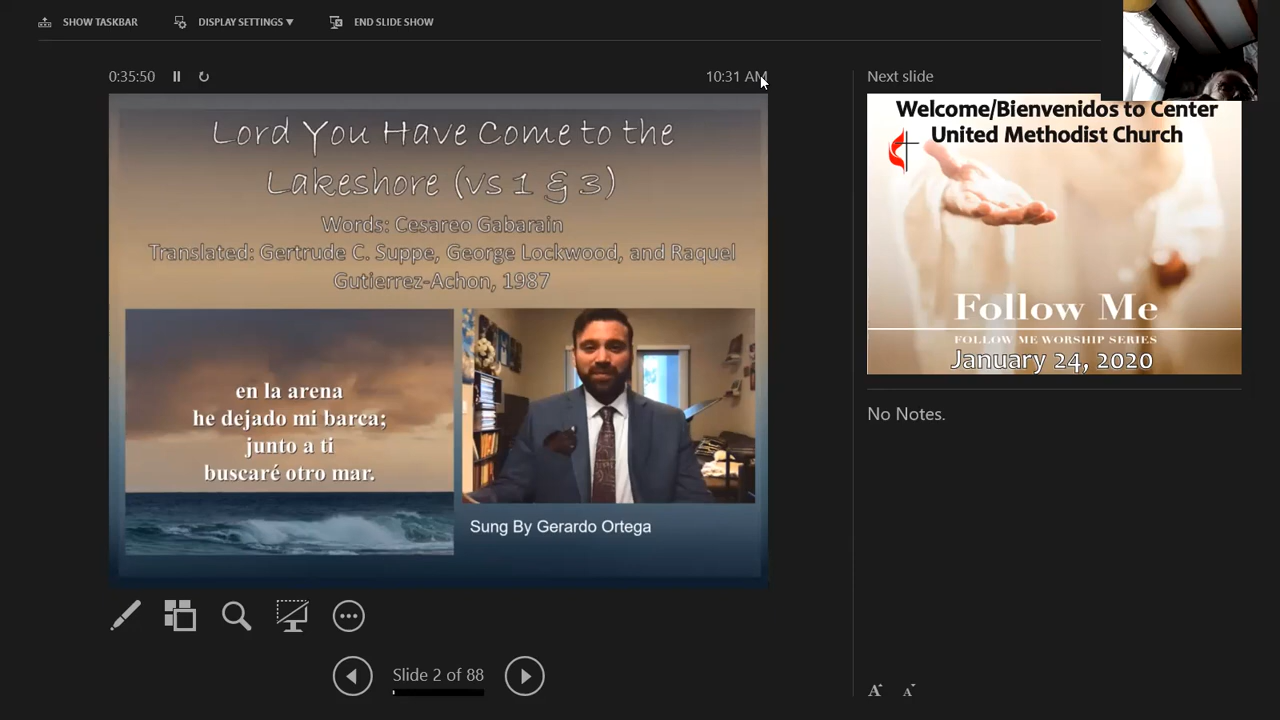 SHOW TASKBAR
DISPLAY SETTINGS ▼
END SLIDE SHOW
0:35:50
10:31 AM
Next slide
Lord You Have Come to the
Lakeshore (vs 1 & 3)
Words: Cesareo Gabarain
Translated: Gertrude C. Suppe, George Lockwood, and Raquel
Gutierrez-Achon, 1987
en la arena
he dejado mi barca;
junto a ti
buscaré otro mar.
Sung By Gerardo Ortega
Welcome/Bienvenidos to Center
United Methodist Church
Follow Me
FOLLOW ME WORSHIP SERIES
January 24, 2020
No Notes.
Slide 2 of 88
A A